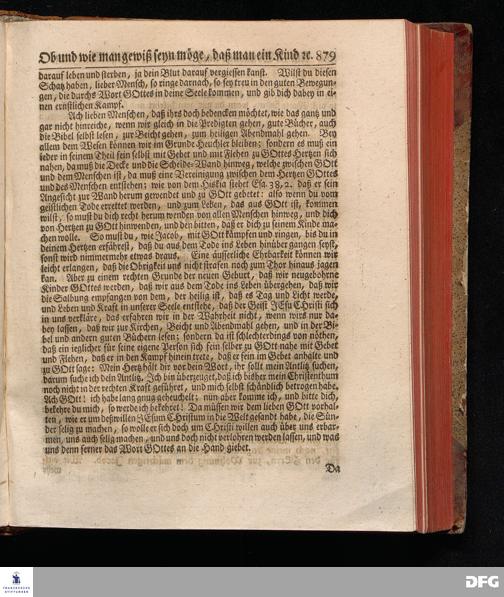 Ob und wie man gewiß seyn möge, daß man ein Kind ꝛc. 879
darauf leben und sterben, ja dein Blut darauf vergiessen kanst. Wilst du diesen
Schatz haben, lieber Mensch, so ringe darnach, so sey treu in den guten Bewegun-
gen, die durchs Wort GOttes in deine Seele kommen, und gib dich dabey in ei-
nen ernstlichen Kampf.
Ach lieben Menschen, daß ihrs doch bedencken möchtet, wie das gantz und
gar nicht hinreiche, wenn wir gleich in die Predigten gehen, gute Bücher, auch
die Bibel selbst lesen, zur Beicht gehen, zum heiligen Abendmahl gehen. Bey
allem dem Wesen können wir im Grunde Heuchler bleiben; sondern es muß ein
ieder in seinem Theil sein selbst mit Gebet und mit Flehen zu GOttes Hertzen sich
nahen, da muß die Decke und die Scheide-Wand hinweg, welche zwischen GOtt
und dem Menschen ist, da muß eine Vereinigung zwischen dem Hertzen GOttes
und des Menschen entstehen; wie von dem Hiskia stehet Esa. 38, 2. daß er sein
Angesicht zur Wand herum gewendet und zu GOtt gebetet: also wenn du vom
geistlichen Tode errettet werden, und zum Leben, das aus GOtt ist, kommen
wilst, so must du dich recht herum wenden von allen Menschen hinweg, und dich
von Hertzen zu GOtt hinwenden, und den bitten, daß er dich zu seinem Kinde ma-
chen wolle. So must du, wie Jacob, mit GOtt kämpfen und ringen, bis du in
deinem Hertzen erfährest, daß du aus dem Tode ins Leben hinüber gangen seyst,
sonst wird nimmermehr etwas draus. Eine äusserliche Ehrbarkeit können wir
leicht erlangen, daß die Obrigkeit uns nicht strafen noch zum Thor hinaus jagen
kan. Aber zu einem rechten Grunde der neuen Geburt, daß wir neugebohrne
Kinder GOttes werden, daß wir aus dem Tode ins Leben übergehen, daß wir
die Salbung empfangen von dem, der heilig ist, daß es Tag und Licht werde,
und Leben und Kraft in unserer Seele entstehe, daß der Geist JEsu Christi sich
in uns verkläre, das erfahren wir in der Wahrheit nicht, wenn wirs nur da-
bey lassen, daß wir zur Kirchen, Beicht und Abendmahl gehen, und in der Bi-
bel und andern guten Büchern lesen; sondern da ist schlechterdings von nöthen,
daß ein ieglicher für seine eigene Person sich sein selber zu GOtt nahe mit Gebet
und Flehen, daß er in den Kampf hinein trete, daß er sein im Gebet anhalte und
zu GOtt sage: Mein Hertz hält dir vor dein Wort, ihr sollt mein Antlitz suchen,
darum suche ich dein Antlitz. Ich bin überzeuget, daß ich bisher mein Christenthum
noch nicht in der rechten Kraft geführet, und mich selbst schändlich betrogen habe.
Ach GOtt! ich habe lang gnug geheuchelt; nun aber komme ich, und bitte dich,
bekehre du mich, so werde ich bekehret! Da müssen wir dem lieben GOtt vorhal-
ten, wie er um deßwillen JEsum Christum in die Welt gesandt habe, die Sün-
der selig zu machen, so wolle er sich doch um Christi willen auch über uns erbar-
men, uns auch selig machen, und uns doch nicht verlohren werden lassen, und was
uns denn ferner das Wort GOttes an die Hand giebet.
Da
FRANCKESCHE
STIFTUNGEN
DFG